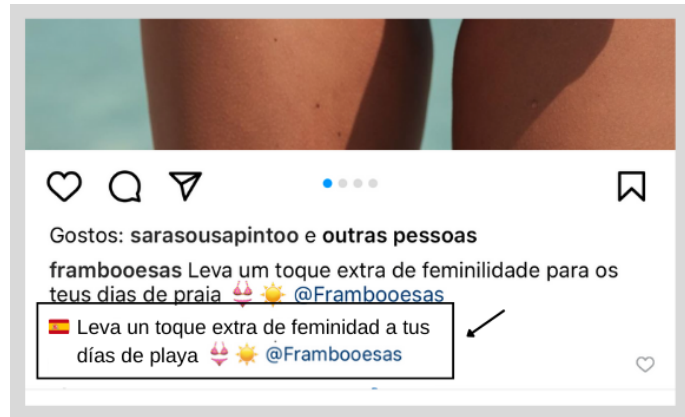 Gostos: sarasousapintoo e outras pessoas
frambooesas Leva um toque extra de feminilidade para os
teus dias de praia 👙 ☀️ @Frambooesas
🇪🇸 Leva un toque extra de feminidad a tus
días de playa 👙 ☀️ @Frambooesas